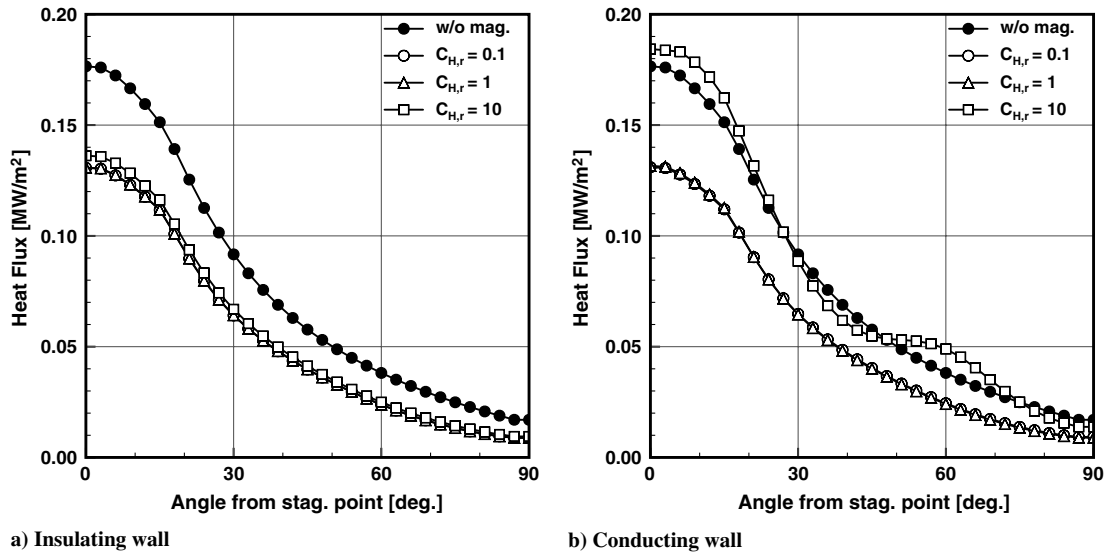 0.20
0.15
0.10
0.05
0.00
Heat Flux [MW/m²]
w/o mag.
C_H,r = 0.1
C_H,r = 1
C_H,r = 10
0 30 60 90
Angle from stag. point [deg.]
a) Insulating wall
0.20
0.15
0.10
0.05
0.00
Heat Flux [MW/m²]
w/o mag.
C_H,r = 0.1
C_H,r = 1
C_H,r = 10
0 30 60 90
Angle from stag. point [deg.]
b) Conducting wall